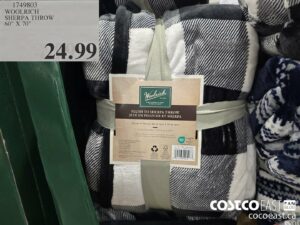 1749803
WOOLRICH
SHERPA THROW
60" X 70"
24.99
Woolrich
COSTCO EAST
cocoeast.ca